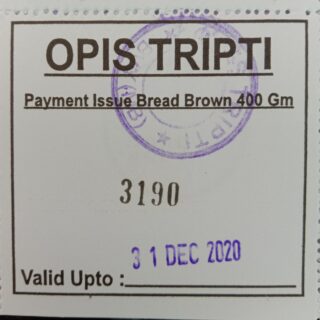 OPIS TRIPTI
Payment Issue Bread Brown 400 Gm
3190
31 DEC 2020
Valid Upto :